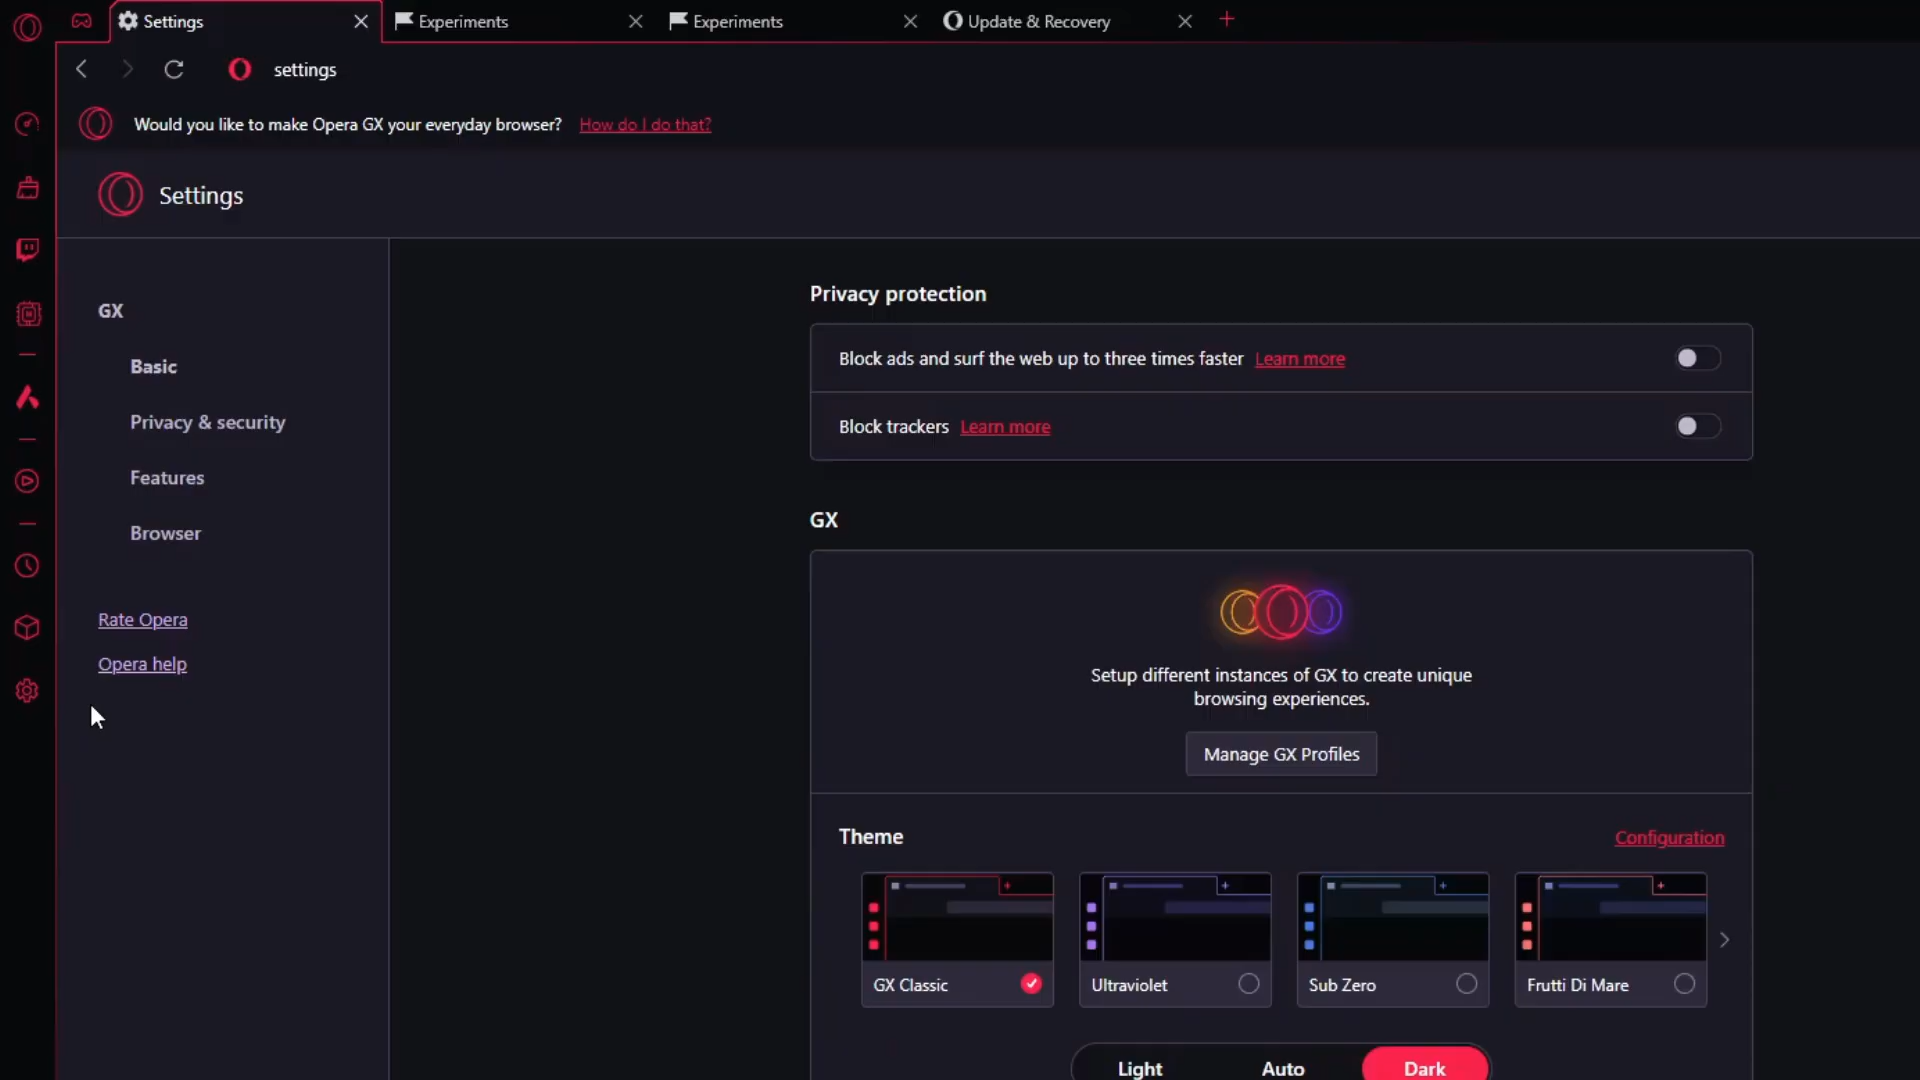 Settings
Experiments
Experiments
Update & Recovery
settings
Would you like to make Opera GX your everyday browser? How do I do that?
Settings
GX
Basic
Privacy & security
Features
Browser
Rate Opera
Opera help
Privacy protection
Block ads and surf the web up to three times faster Learn more
Block trackers Learn more
GX
Setup different instances of GX to create unique
browsing experiences.
Manage GX Profiles
Theme
Configuration
GX Classic
Ultraviolet
Sub Zero
Frutti Di Mare
Light
Auto
Dark